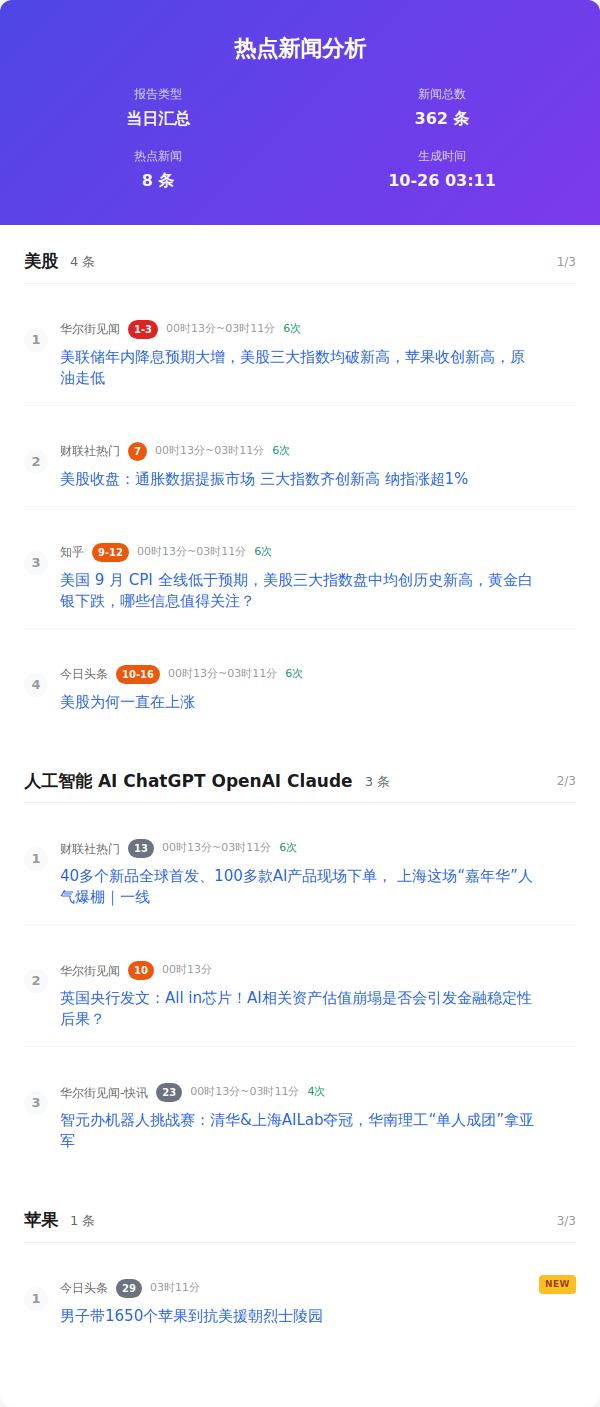 热点新闻分析
报告类型
新闻总数
当日汇总
362 条
热点新闻
生成时间
8 条
10-26 03:11
美股 4 条 1/3
1 华尔街见闻 1-3 00时13分~03时11分 6次
美联储年内降息预期大增，美股三大指数均破新高，苹果收创新高，原
油走低
2 财联社热门 7 00时13分~03时11分 6次
美股收盘：通胀数据提振市场 三大指数齐创新高 纳指涨超1%
3 知乎 9-12 00时13分~03时11分 6次
美国 9 月 CPI 全线低于预期，美股三大指数盘中均创历史新高，黄金白
银下跌，哪些信息值得关注？
4 今日头条 10-16 00时13分~03时11分 6次
美股为何一直在上涨
人工智能 AI ChatGPT OpenAI Claude 3 条 2/3
1 财联社热门 13 00时13分~03时11分 6次
40多个新品全球首发、100多款AI产品现场下单， 上海这场“嘉年华”人
气爆棚｜一线
2 华尔街见闻 10 00时13分
英国央行发文：All in芯片！AI相关资产估值崩塌是否会引发金融稳定性
后果？
3 华尔街见闻-快讯 23 00时13分~03时11分 4次
智元办机器人挑战赛：清华&上海AILab夺冠，华南理工“单人成团”拿亚
军
苹果 1 条 3/3
1 今日头条 29 03时11分 NEW
男子带1650个苹果到抗美援朝烈士陵园